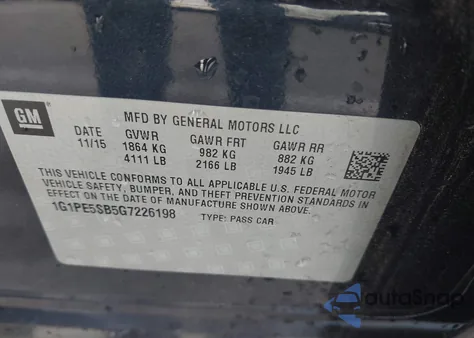 GM
MFD BY GENERAL MOTORS LLC
DATE GVWR GAWR FRT GAWR RR
11/15 1864 KG 982 KG 882 KG
4111 LB 2166 LB 1945 LB
THIS VEHICLE CONFORMS TO ALL APPLICABLE U.S. FEDERAL MOTOR
VEHICLE SAFETY, BUMPER, AND THEFT PREVENTION STANDARDS IN
EFFECT ON THE DATE OF MANUFACTURE SHOWN ABOVE.
1G1PE5SB5G7226198 TYPE: PASS CAR
autoSnap